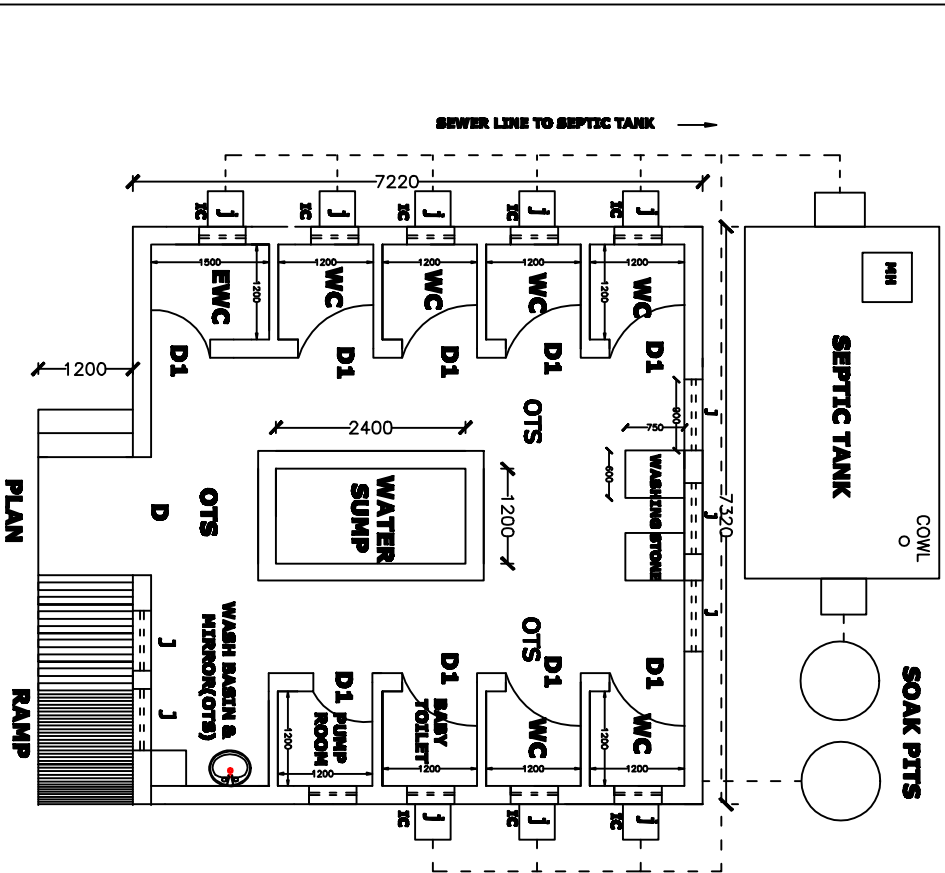 SEWER LINE TO SEPTIC TANK
7220
IC
J
IC
J
IC
J
IC
J
IC
J
MH
1500
1200
1200
1200
1200
EWC
1200
WC
WC
WC
WC
1200
D1
D1
D1
D1
D1
SEPTIC TANK
1200
OTS
900
J
2400
750
600
WASHING STONE
7320
J
1200
WATER
SUMP
PLAN
D
OTS
COWL
J
J
J
OTS
WASH BASIN &
MIRROR(OTS)
D1
D1
D1
D1
RAMP
SOAK PITS
1200
PUMP
ROOM
BABY
TOILET
WC
WC
1200
1200
1200
1200
1200
IC
J
IC
J
IC
J